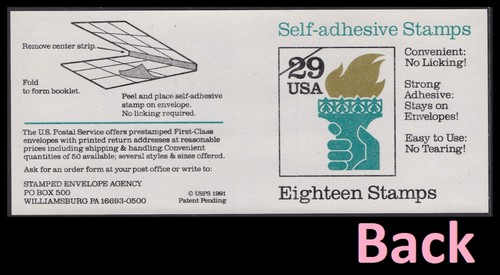 Remove center strip.
Fold
to form booklet.
Peel and place self-adhesive
stamp on envelope.
No licking required.
The U.S. Postal Service offers prestamped First-Class
envelopes with printed return addresses at reasonable
prices including shipping & handling Convenient
quantities of 50 available; several styles & sizes offered.
Ask for an order form at your post office or write to:
STAMPED ENVELOPE AGENCY
PO BOX 500
WILLIAMSBURG PA 16693-0500
© USPS 1991
Patent Pending
Self-adhesive Stamps
29
USA
Convenient:
No Licking!
Strong
Adhesive:
Stays on
Envelopes!
Easy to Use:
No Tearing!
Eighteen Stamps
Back